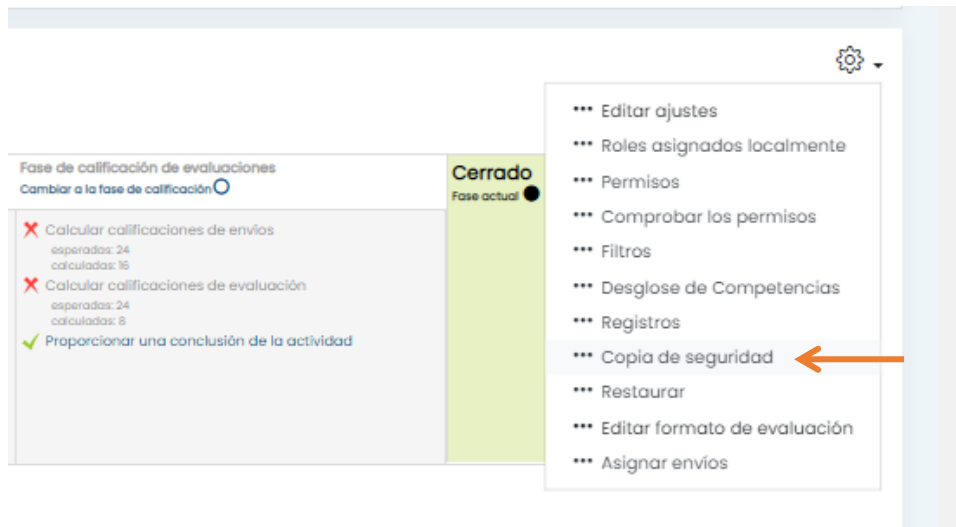 Fase de calificación de evaluaciones
Cambiar a la fase de calificación
Calcular calificaciones de envíos
esperadas: 24
calculadas: 16
Calcular calificaciones de evaluación
esperadas: 24
calculadas: 8
Proporcionar una conclusión de la actividad
Cerrado
Fase actual
Editar ajustes
Roles asignados localmente
Permisos
Comprobar los permisos
Filtros
Desglose de Competencias
Registros
Copia de seguridad
Restaurar
Editar formato de evaluación
Asignar envíos